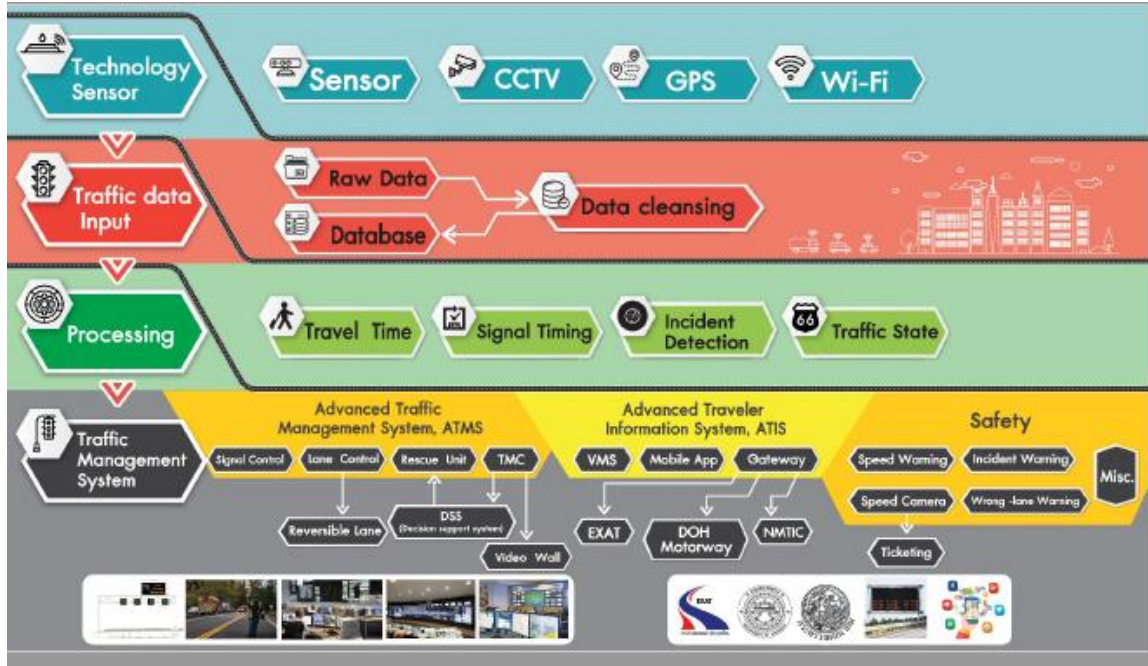 Technology
Sensor
Sensor
CCTV
GPS
Wi-Fi
Traffic data
Input
Raw Data
Database
Data cleansing
Processing
Travel Time
Signal Timing
Incident
Detection
66
Traffic State
Traffic
Management
System
Advanced Traffic
Management System, ATMS
Signal Control
Lane Control
Rescue Unit
TMC
Reversible Lane
DSS
(Decision support system)
Video Wall
Advanced Traveler
Information System, ATIS
VMS
Mobile App
Gateway
EXAT
DOH
Motorway
NMTIC
Safety
Speed Warning
Incident Warning
Speed Camera
Wrong -lane Warning
Ticketing
Misc.
EXAT